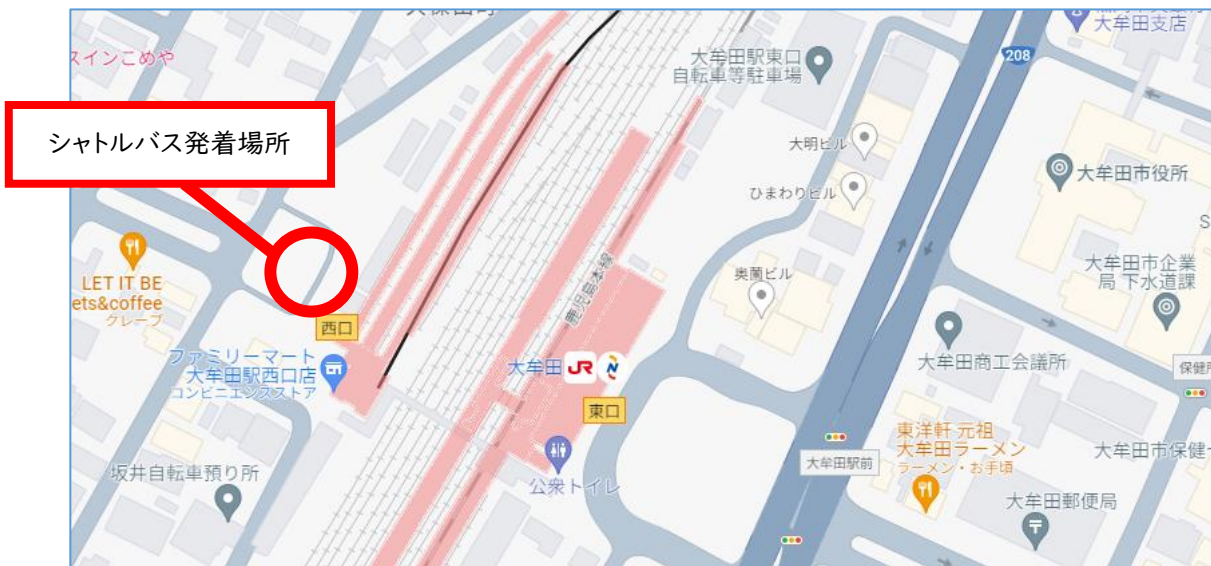 スインこめや
大牟田駅東口
自転車等駐車場
208
大牟田支店
シャトルバス発着場所
大明ビル
ひまわりビル
大牟田市役所
S
LET IT BE
ets&coffee
クレープ
鹿児島本線
奥薗ビル
大牟田市企業
局 下水道課
西口
ファミリーマート
大牟田駅西口店
コンビニエンスストア
大牟田
JR
N
東口
大牟田商工会議所
保健所
東洋軒 元祖
大牟田ラーメン
ラーメン・お手頃
大牟田駅前
大牟田市保健
坂井自転車預り所
公衆トイレ
大牟田郵便局